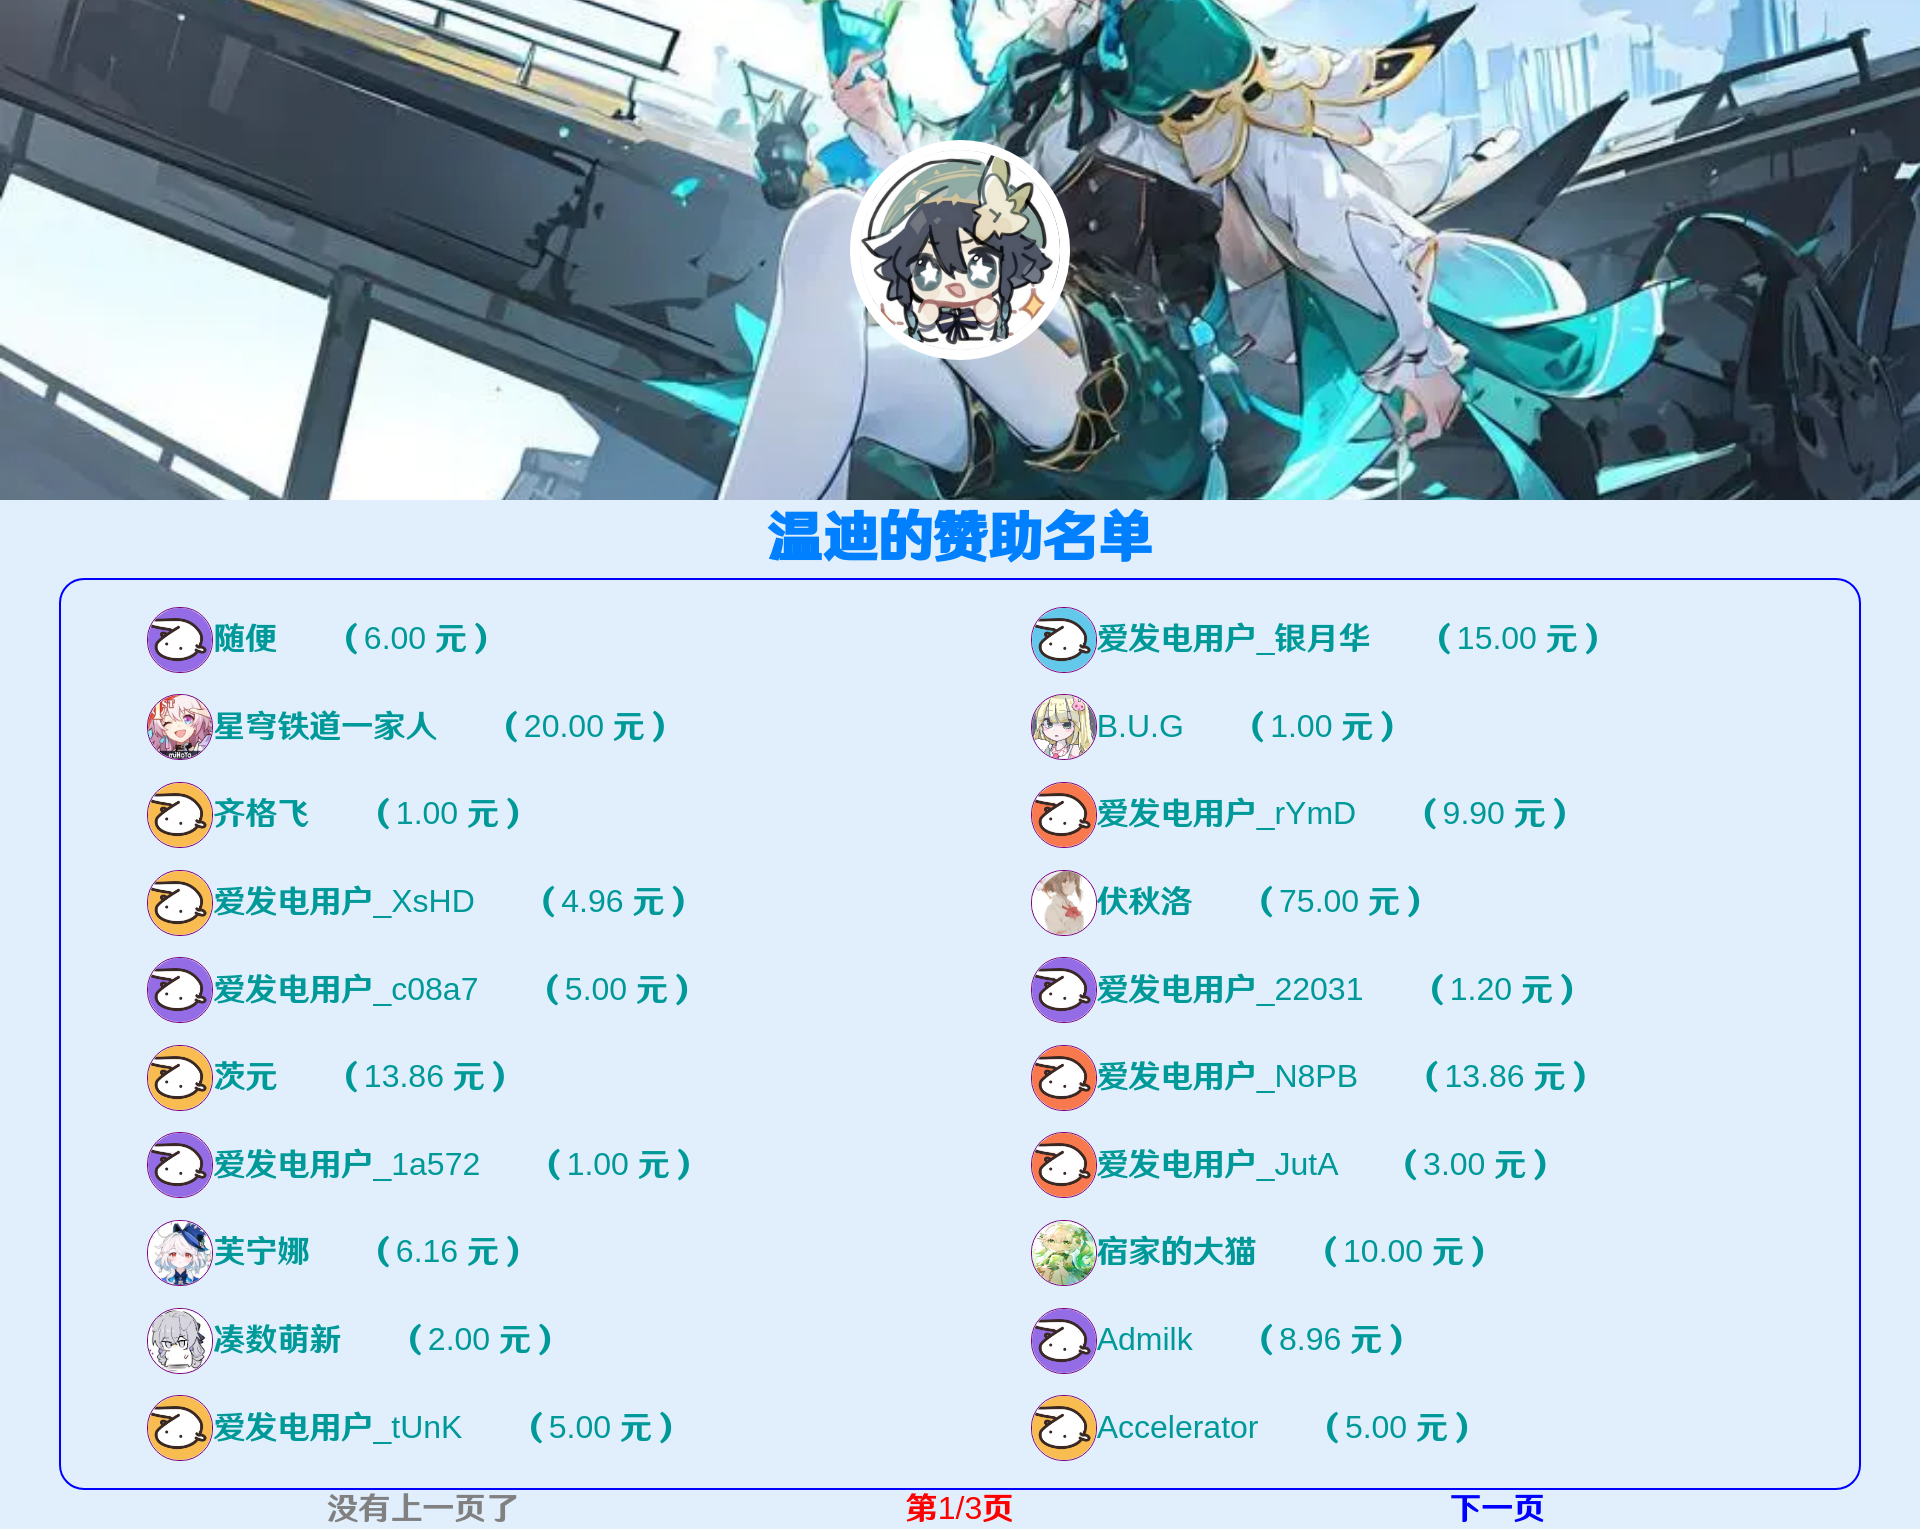 温迪的赞助名单
随便 （6.00 元）
爱发电用户_银月华 （15.00 元）
星穹铁道一家人 （20.00 元）
B.U.G （1.00 元）
齐格飞 （1.00 元）
爱发电用户_rYmD （9.90 元）
爱发电用户_XsHD （4.96 元）
伏秋洛 （75.00 元）
爱发电用户_c08a7 （5.00 元）
爱发电用户_22031 （1.20 元）
茨元 （13.86 元）
爱发电用户_N8PB （13.86 元）
爱发电用户_1a572 （1.00 元）
爱发电用户_JutA （3.00 元）
芙宁娜 （6.16 元）
宿家的大猫 （10.00 元）
凑数萌新 （2.00 元）
Admilk （8.96 元）
爱发电用户_tUnK （5.00 元）
Accelerator （5.00 元）
没有上一页了 第1/3页 下一页